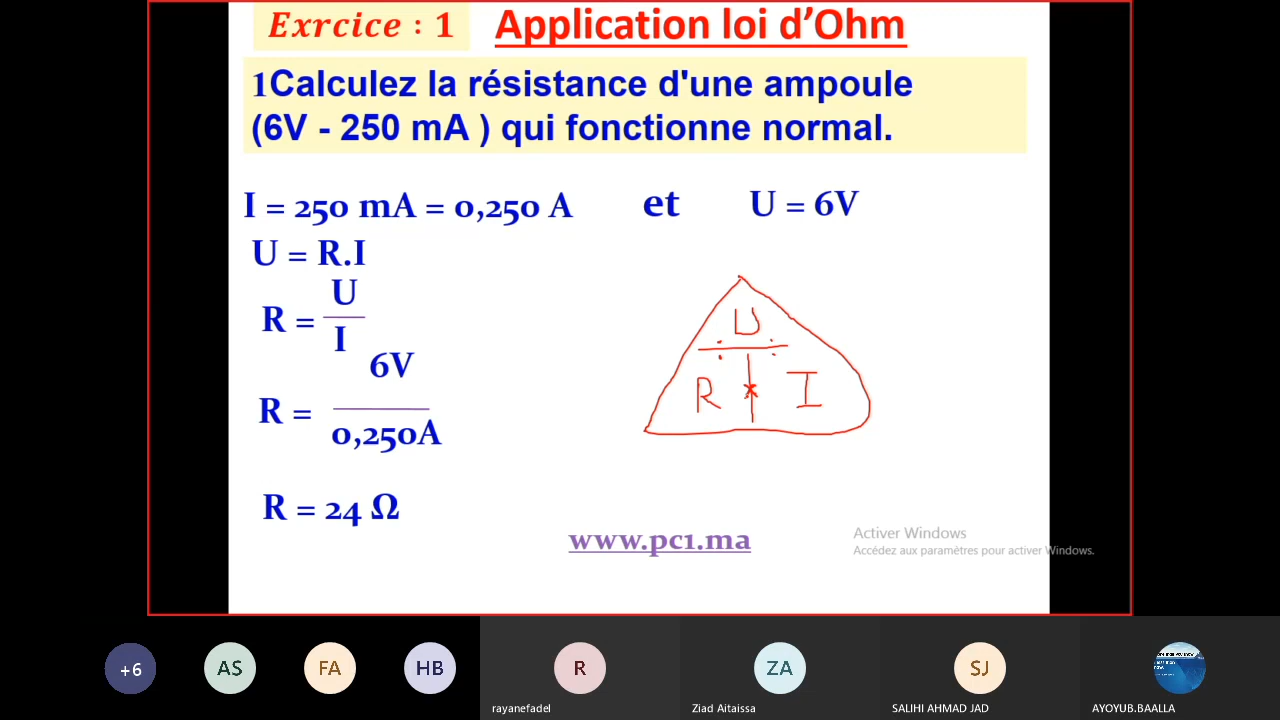 Exrcice : 1
Application loi d'Ohm
1Calculez la résistance d'une ampoule
(6V - 250 mA ) qui fonctionne normal.
I = 250 mA = 0,250 A et U = 6V
U = R.I
R = U
I
R = 6V
0,250A
R = 24 Ω
U
R × I
www.pc1.ma
Activer Windows
Accédez aux paramètres pour activer Windows.
+6
AS
FA
HB
R
ZA
SJ
rayanefadel
Ziad Aitaissa
SALIHI AHMAD JAD
AYOYUB.BAALLA